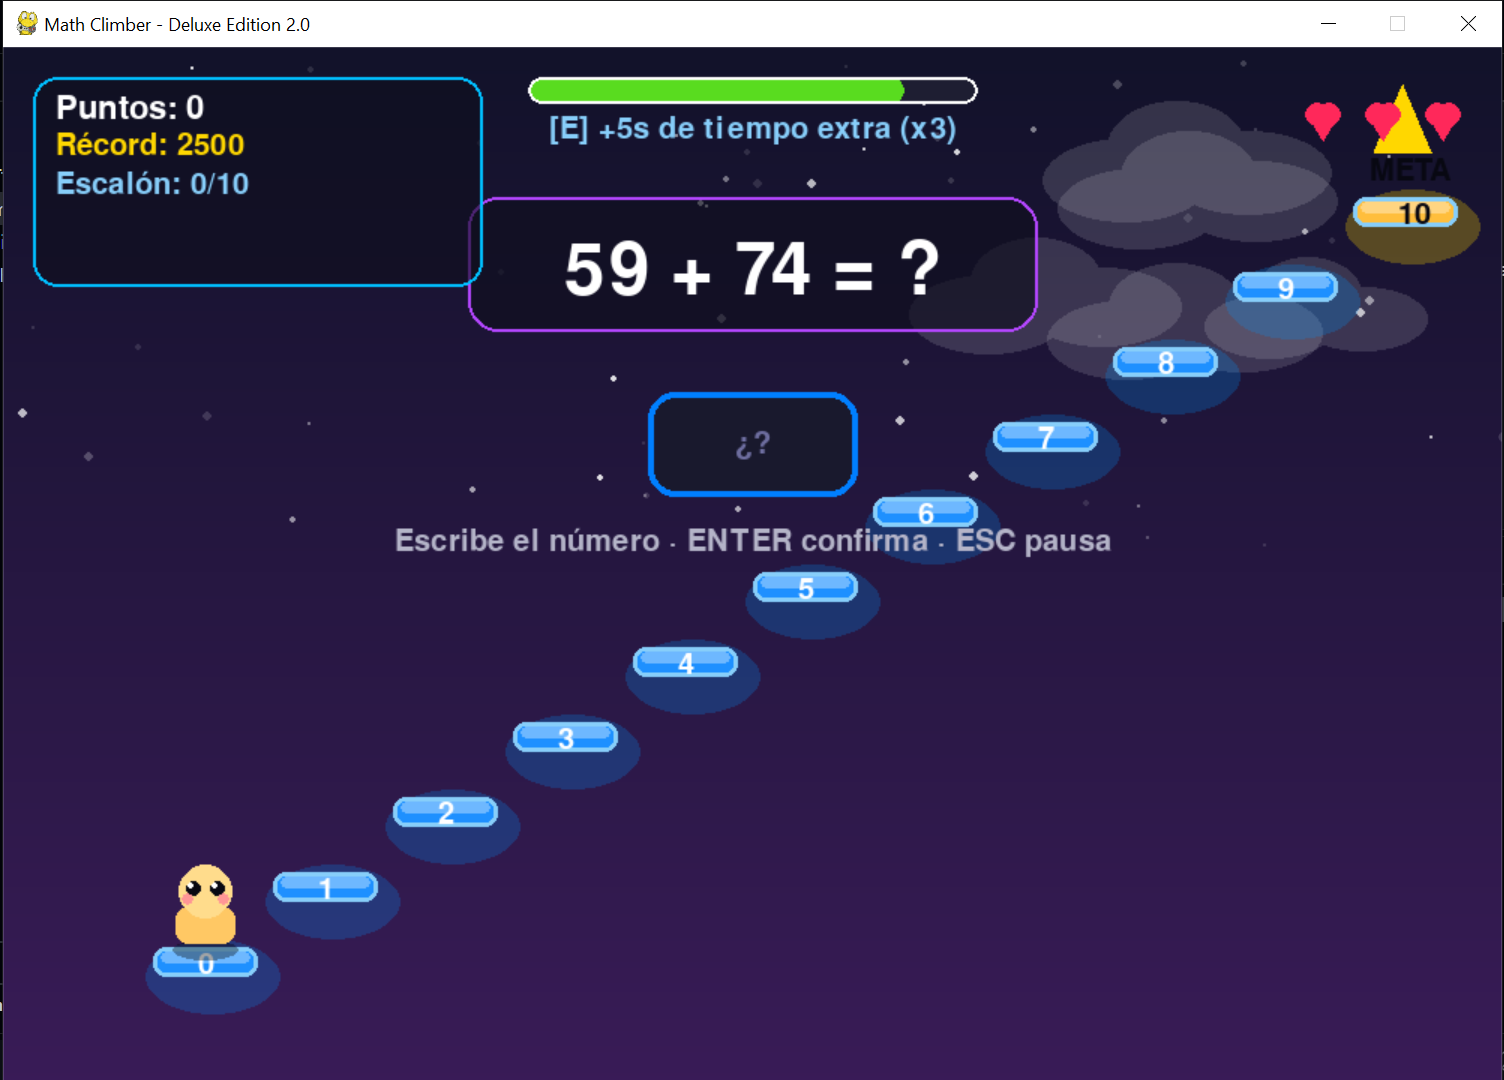 Math Climber - Deluxe Edition 2.0
Puntos: 0
Récord: 2500
Escalón: 0/10
[E] +5s de tiempo extra (x3)
META
10
59 + 74 = ?
9
8
¿?
7
6
Escribe el número · ENTER confirma · ESC pausa
5
4
3
2
1
0